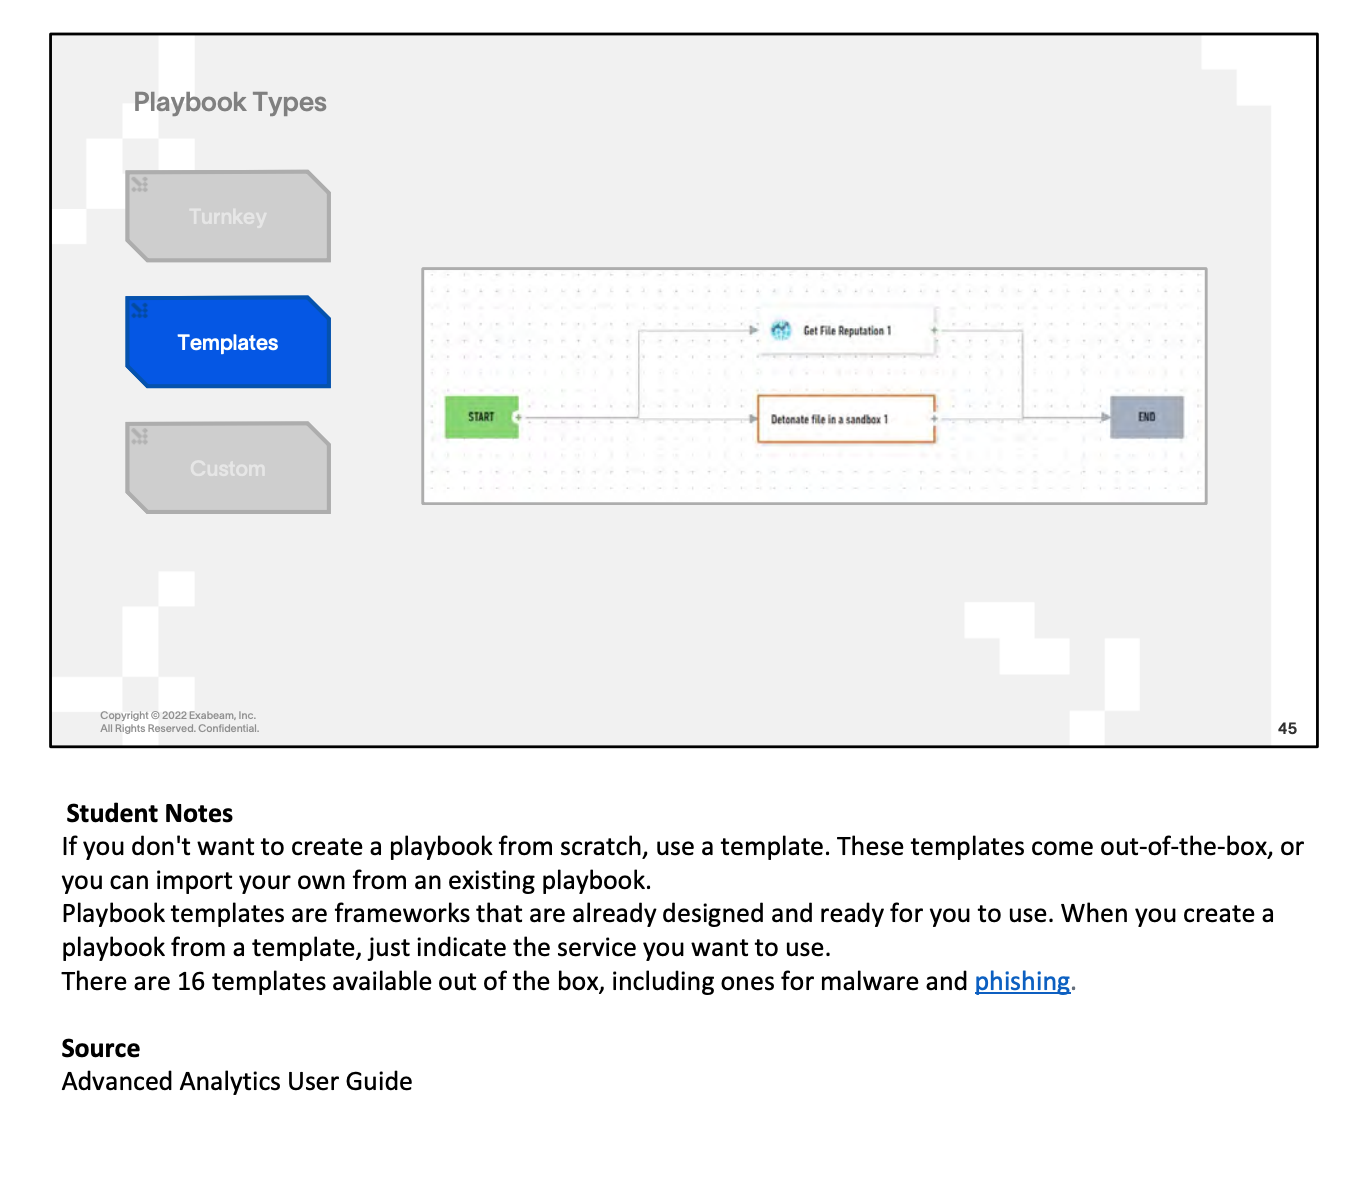 Playbook Types
Turnkey
Templates
Custom
Get File Reputation 1
START
Detonate file in a sandbox 1
END
Copyright © 2022 Exabeam, Inc.
All Rights Reserved. Confidential.
45
Student Notes
If you don't want to create a playbook from scratch, use a template. These templates come out-of-the-box, or
you can import your own from an existing playbook.
Playbook templates are frameworks that are already designed and ready for you to use. When you create a
playbook from a template, just indicate the service you want to use.
There are 16 templates available out of the box, including ones for malware and phishing.
Source
Advanced Analytics User Guide